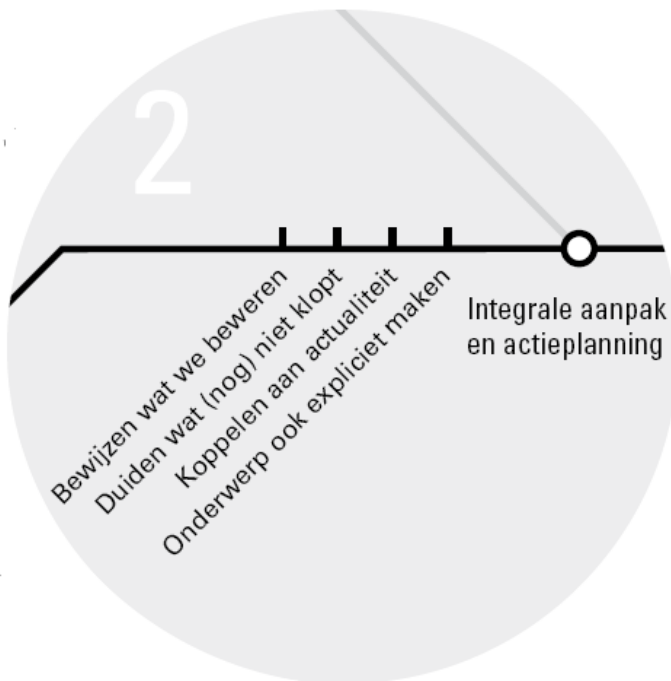 2
Bewijzen wat we beweren
Duiden wat (nog) niet klopt
Koppelen aan actualiteit
Onderwerp ook expliciet maken
Integrale aanpak
en actieplanning